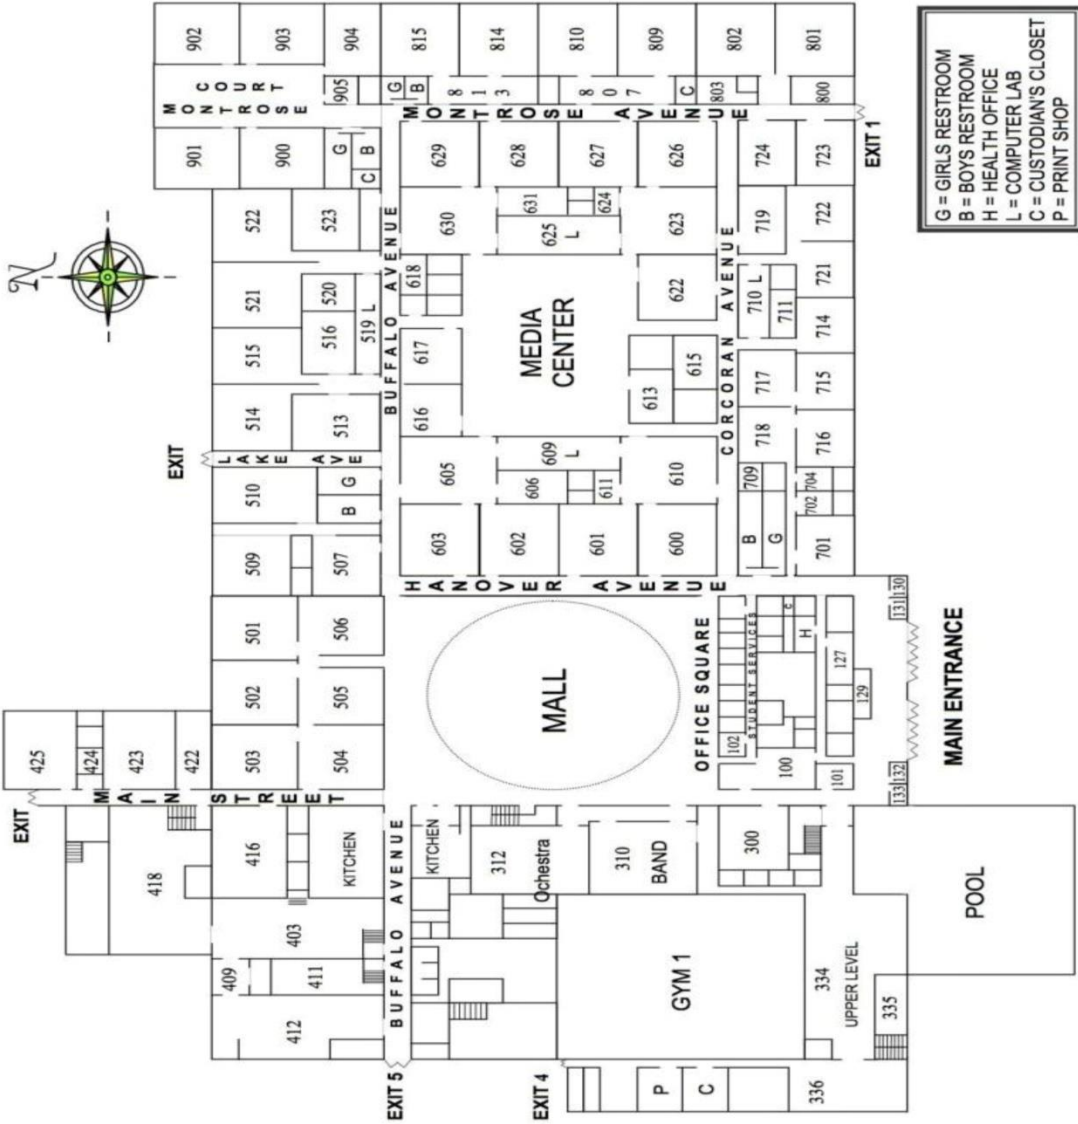 N
902
903
904
815
814
810
809
802
801
MONTROSE COURT
905
G
B
813
807
C
803
800
MONTROSE AVENUE
EXIT 1
901
900
G
C
B
629
628
627
626
724
723
522
523
630
631
625 L
624
623
719
722
521
520
519 L
516
515
618
622
710 L
711
721
714
BUFFALO AVENUE
617
616
MEDIA CENTER
613
615
CORCORAN AVENUE
717
715
514
513
718
716
EXIT
LAKE AVE
510
B
G
605
606
609 L
611
610
709
704
702
509
507
603
602
601
600
B
G
701
HANOVER AVENUE
501
506
502
505
503
504
MALL
OFFICE SQUARE
STUDENT SERVICES
102
C
H
100
101
127
129
131
130
133
132
MAIN ENTRANCE
425
424
423
422
EXIT
MAIN STREET
418
416
KITCHEN
BUFFALO AVENUE
KITCHEN
312
Ochestra
310
BAND
300
403
409
411
412
GYM 1
334
UPPER LEVEL
335
POOL
EXIT 5
EXIT 4
P
C
336
G = GIRLS RESTROOM
B = BOYS RESTROOM
H = HEALTH OFFICE
L = COMPUTER LAB
C = CUSTODIAN'S CLOSET
P = PRINT SHOP